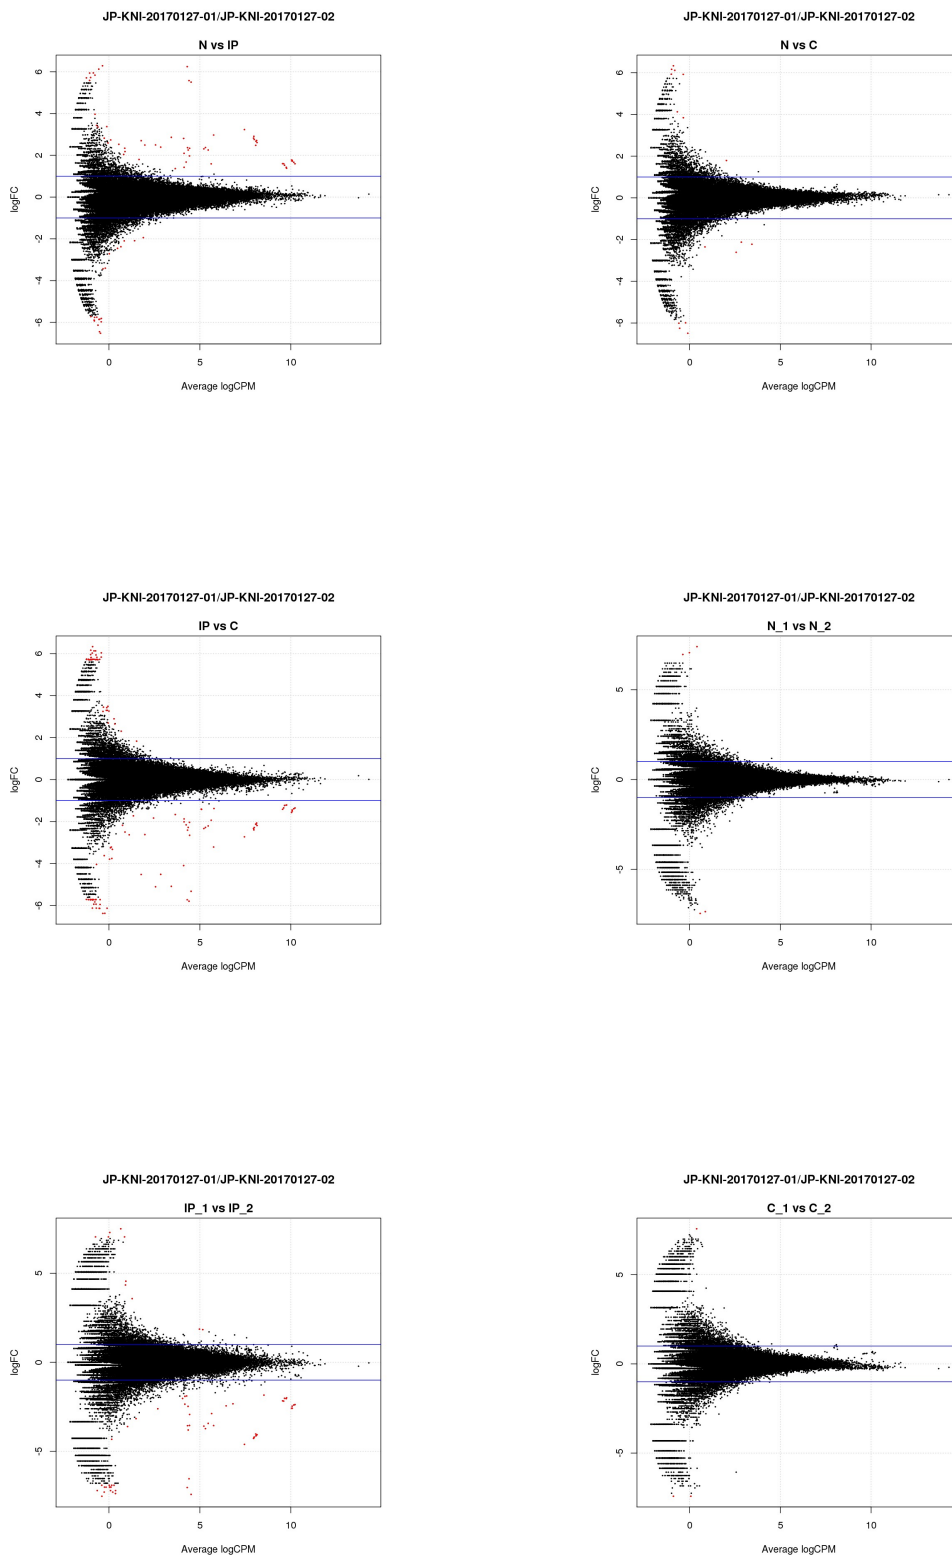 JP-KNI-20170127-01/JP-KNI-20170127-02
N vs IP
6
4
2
0
-2
-4
-6
logFC
0 5 10
Average logCPM
JP-KNI-20170127-01/JP-KNI-20170127-02
N vs C
6
4
2
0
-2
-4
-6
logFC
0 5 10
Average logCPM
JP-KNI-20170127-01/JP-KNI-20170127-02
IP vs C
6
4
2
0
-2
-4
-6
logFC
0 5 10
Average logCPM
JP-KNI-20170127-01/JP-KNI-20170127-02
N_1 vs N_2
5
0
-5
logFC
0 5 10
Average logCPM
JP-KNI-20170127-01/JP-KNI-20170127-02
IP_1 vs IP_2
5
0
-5
logFC
0 5 10
Average logCPM
JP-KNI-20170127-01/JP-KNI-20170127-02
C_1 vs C_2
5
0
-5
logFC
0 5 10
Average logCPM